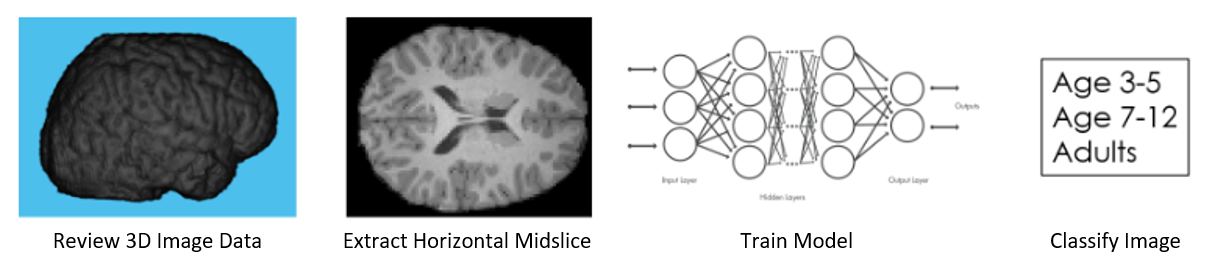 Input Layer
Hidden Layers
Output Layer
Outputs
Age 3-5
Age 7-12
Adults
Review 3D Image Data
Extract Horizontal Midslice
Train Model
Classify Image